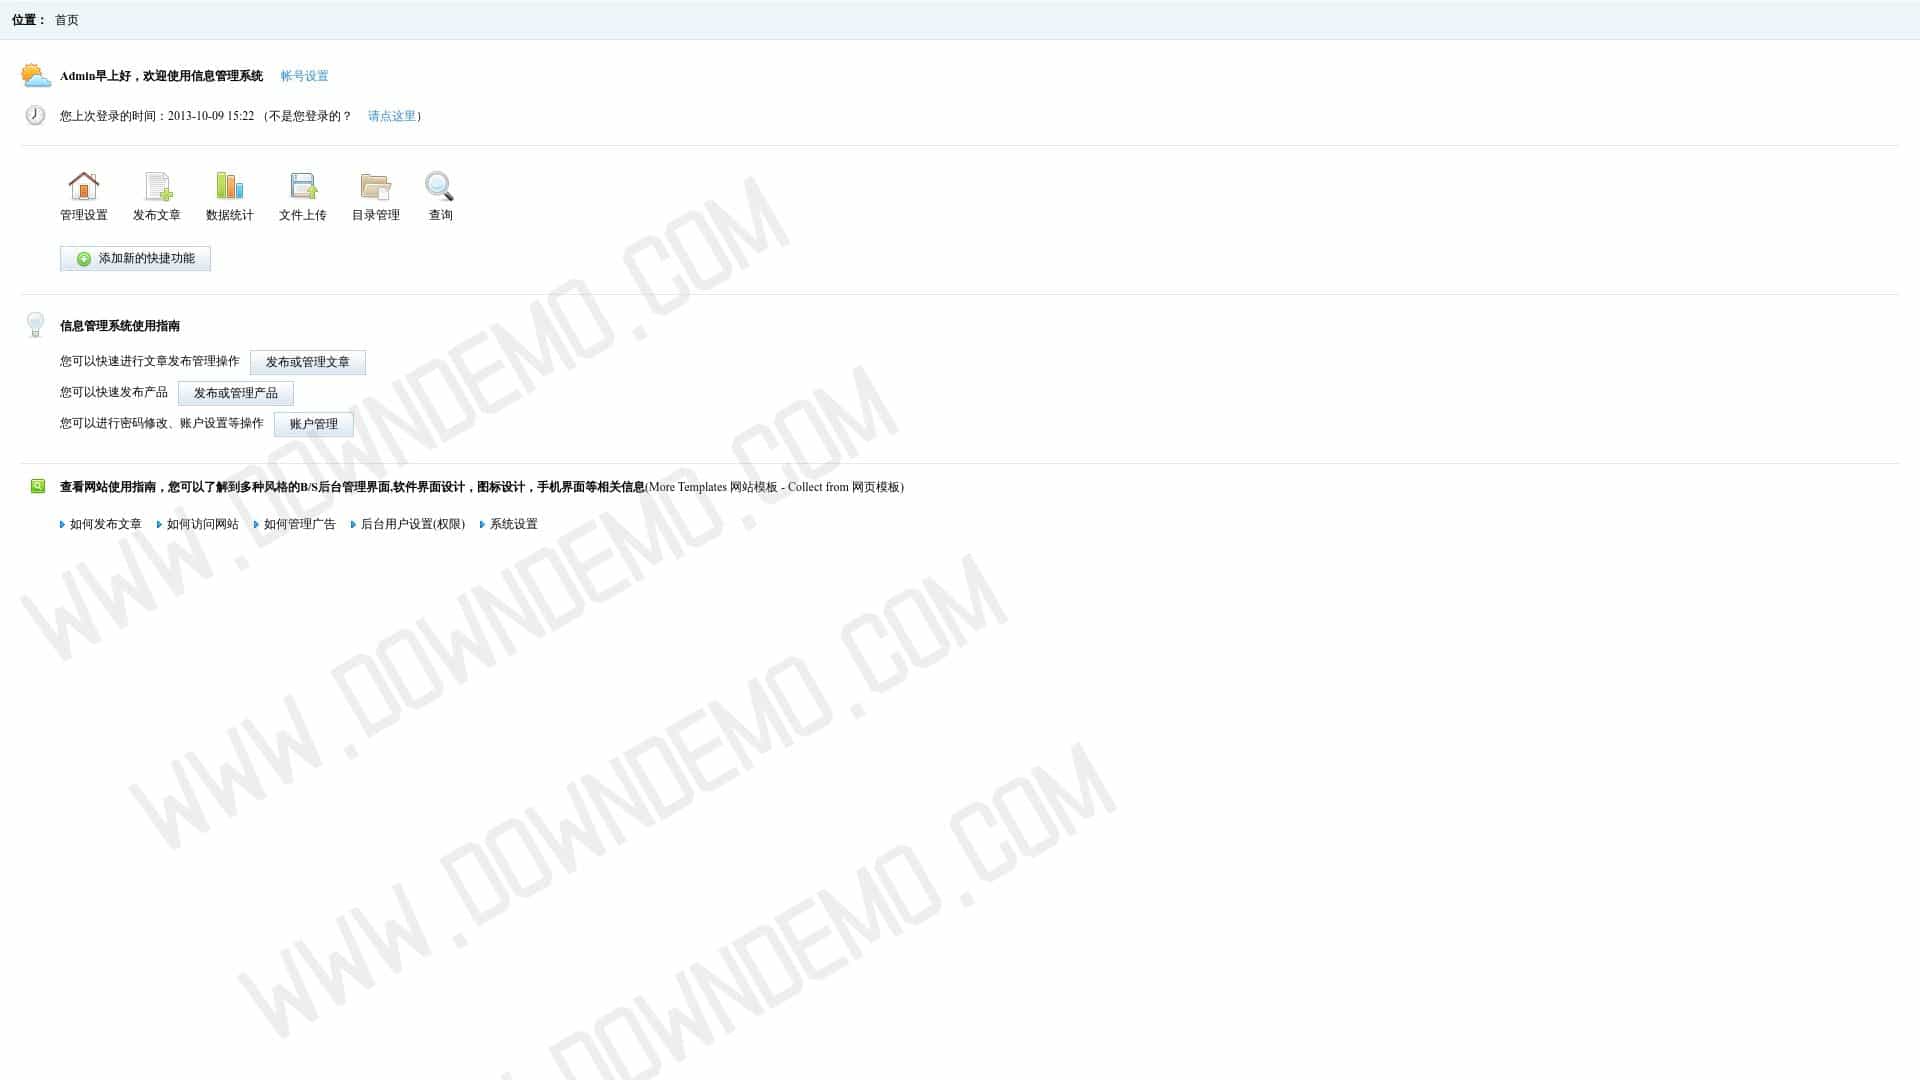 位置： 首页
Admin早上好，欢迎使用信息管理系统 帐号设置
您上次登录的时间：2013-10-09 15:22 （不是您登录的？ 请点这里）
管理设置 发布文章 数据统计 文件上传 目录管理 查询
添加新的快捷功能
信息管理系统使用指南
您可以快速进行文章发布管理操作 发布或管理文章
您可以快速发布产品 发布或管理产品
您可以进行密码修改、账户设置等操作 账户管理
查看网站使用指南，您可以了解到多种风格的B/S后台管理界面,软件界面设计，图标设计，手机界面等相关信息(More Templates 网站模板 - Collect from 网页模板)
如何发布文章 如何访问网站 如何管理广告 后台用户设置(权限) 系统设置
WWW.DOWNDEMO.COM
WWW.DOWNDEMO.COM
WWW.DOWNDEMO.COM
DOWNDEMO.COM